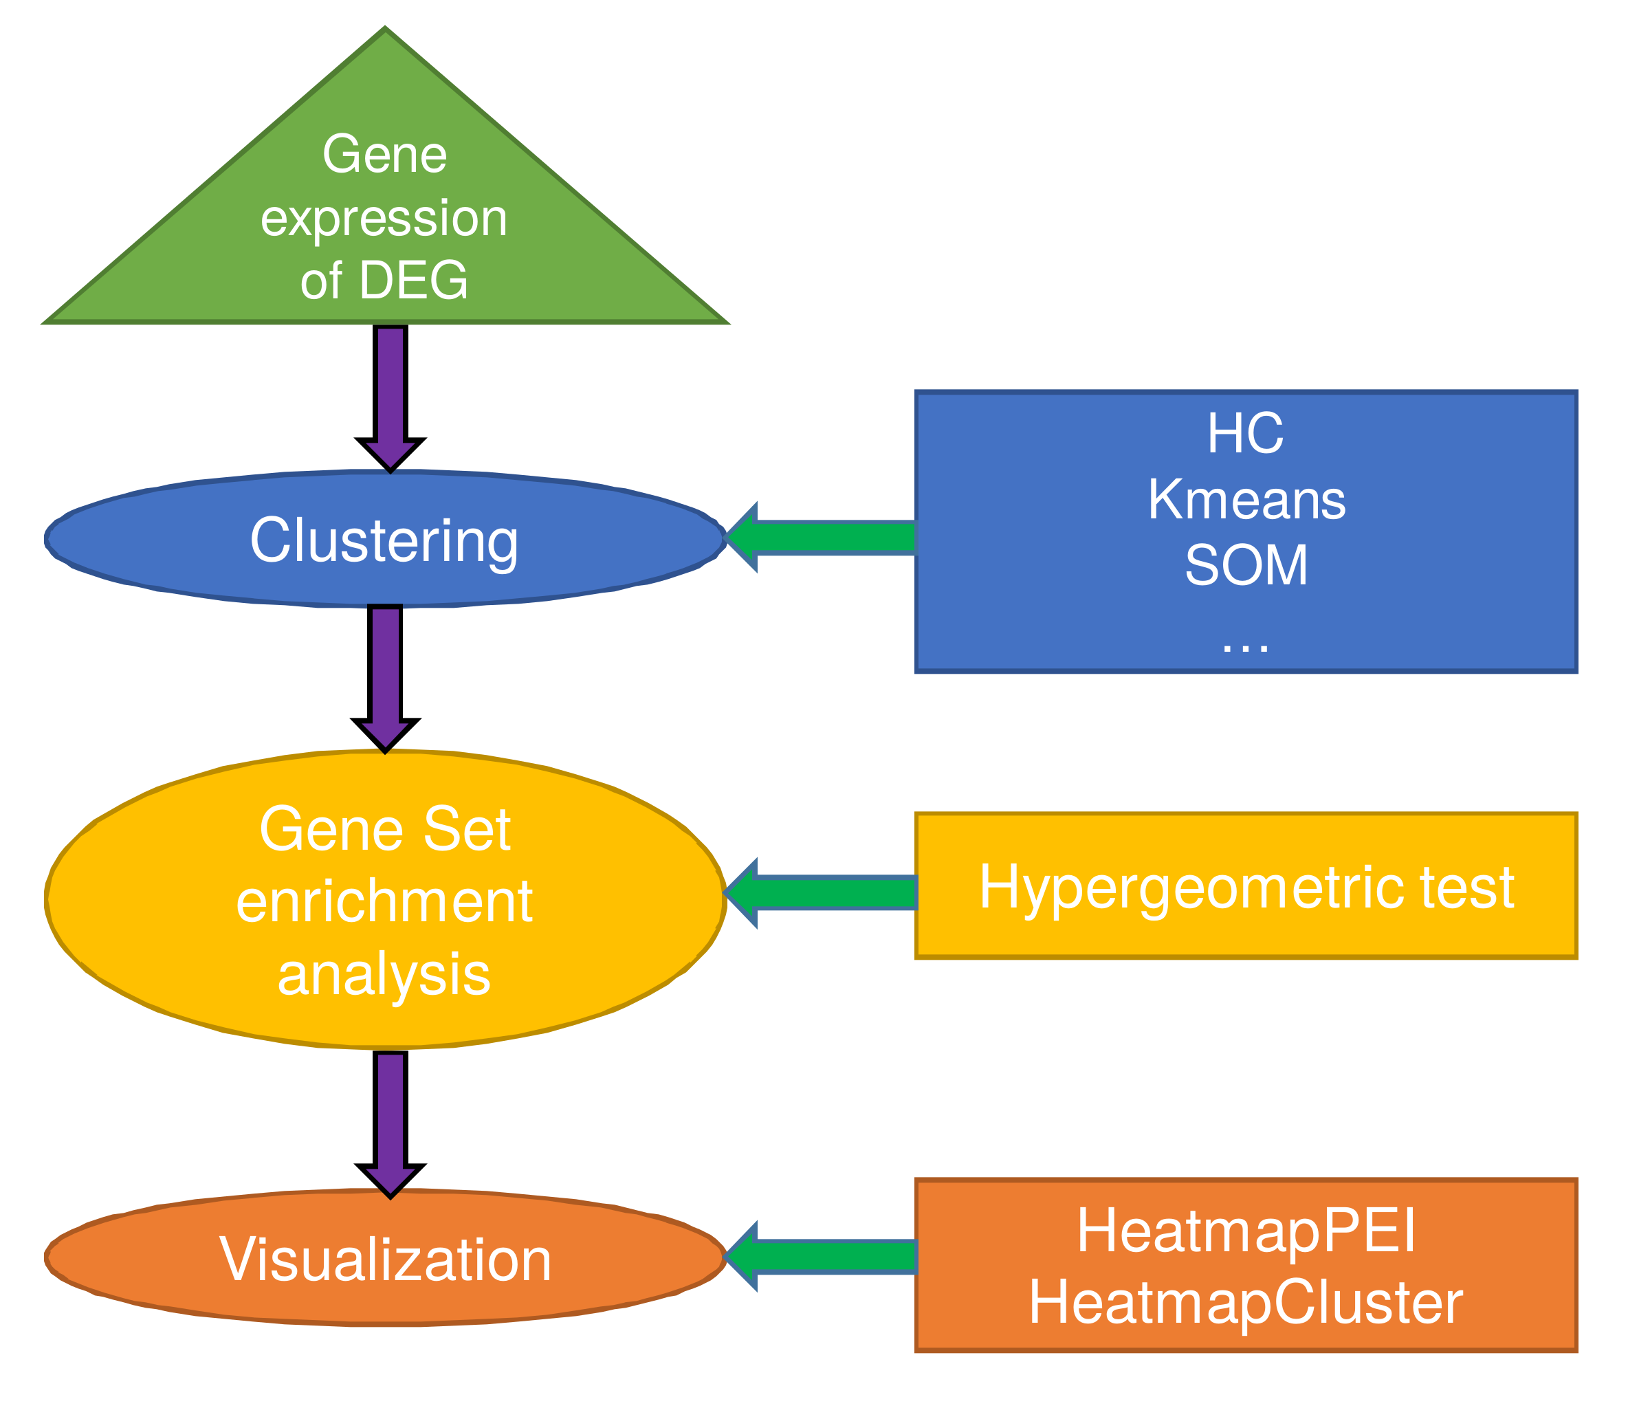 Gene
expression
of DEG
Clustering
HC
Kmeans
SOM
…
Gene Set
enrichment
analysis
Hypergeometric test
Visualization
HeatmapPEI
HeatmapCluster